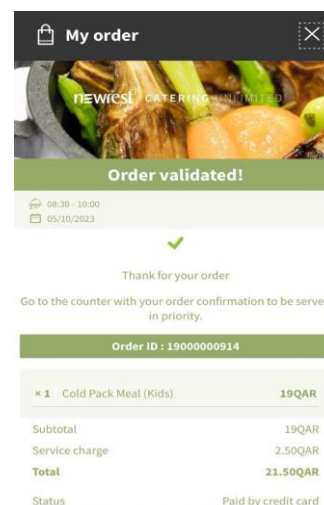 My order
newrest CATERING UNLIMITED
Order validated!
08:30 - 10:00
05/10/2023
Thank for your order
Go to the counter with your order confirmation to be serve
in priority.
Order ID : 19000000914
× 1 Cold Pack Meal (Kids) 19QAR
Subtotal 19QAR
Service charge 2.50QAR
Total 21.50QAR
Status Paid by credit card